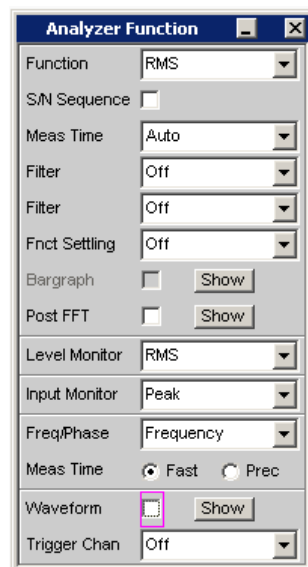 Analyzer Function
Function RMS
S/N Sequence
Meas Time Auto
Filter Off
Filter Off
Fnct Settling Off
Bargraph Show
Post FFT Show
Level Monitor RMS
Input Monitor Peak
Freq/Phase Frequency
Meas Time Fast Prec
Waveform Show
Trigger Chan Off